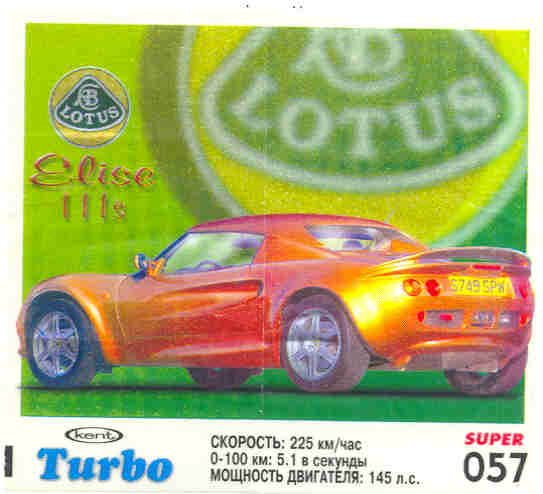 LOTUS
LOTUS
Elise
111s
S749 SPW
kent
Turbo
СКОРОСТЬ: 225 км/час
0-100 км: 5.1 в секунды
МОЩНОСТЬ ДВИГАТЕЛЯ: 145 л.с.
SUPER
057